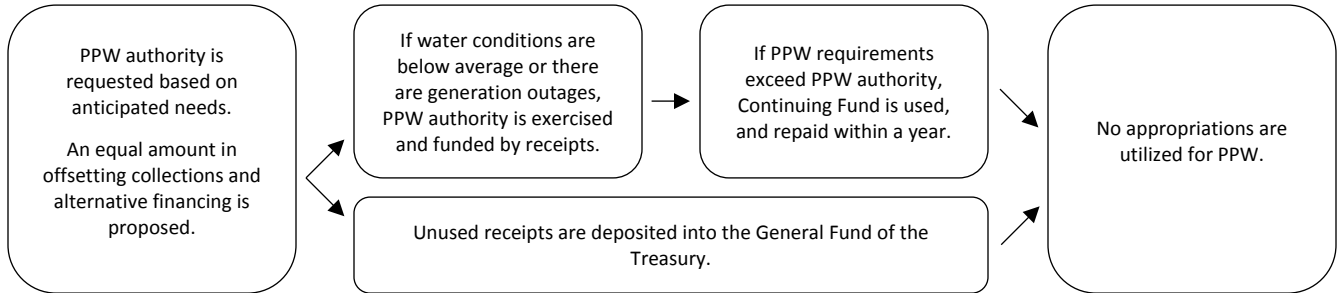 PPW authority is
requested based on
anticipated needs.
An equal amount in
offsetting collections and
alternative financing is
proposed.
If water conditions are
below average or there
are generation outages,
PPW authority is exercised
and funded by receipts.
If PPW requirements
exceed PPW authority,
Continuing Fund is used,
and repaid within a year.
Unused receipts are deposited into the General Fund of the
Treasury.
No appropriations are
utilized for PPW.